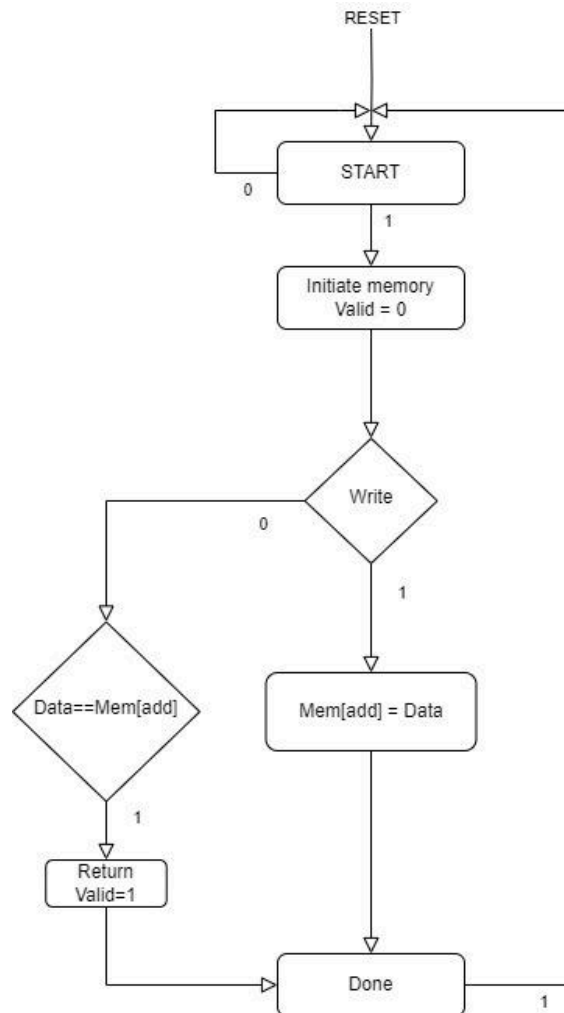 RESET
START
0
1
Initiate memory
Valid = 0
Write
0
1
Data==Mem[add]
Mem[add] = Data
1
Return
Valid=1
Done
1